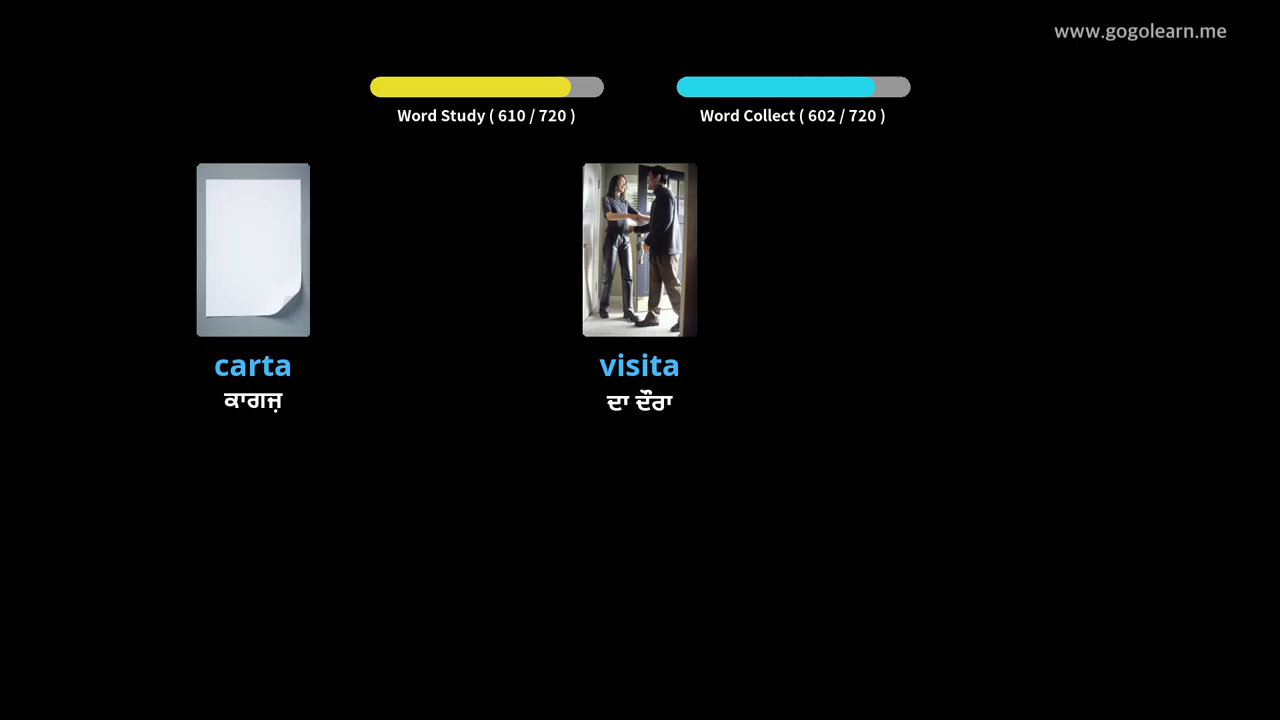 www.gogolearn.me
Word Study ( 610 / 720 )
Word Collect ( 602 / 720 )
carta
visita
ਕਾਗਜ਼
ਦਾ ਦੌਰਾ